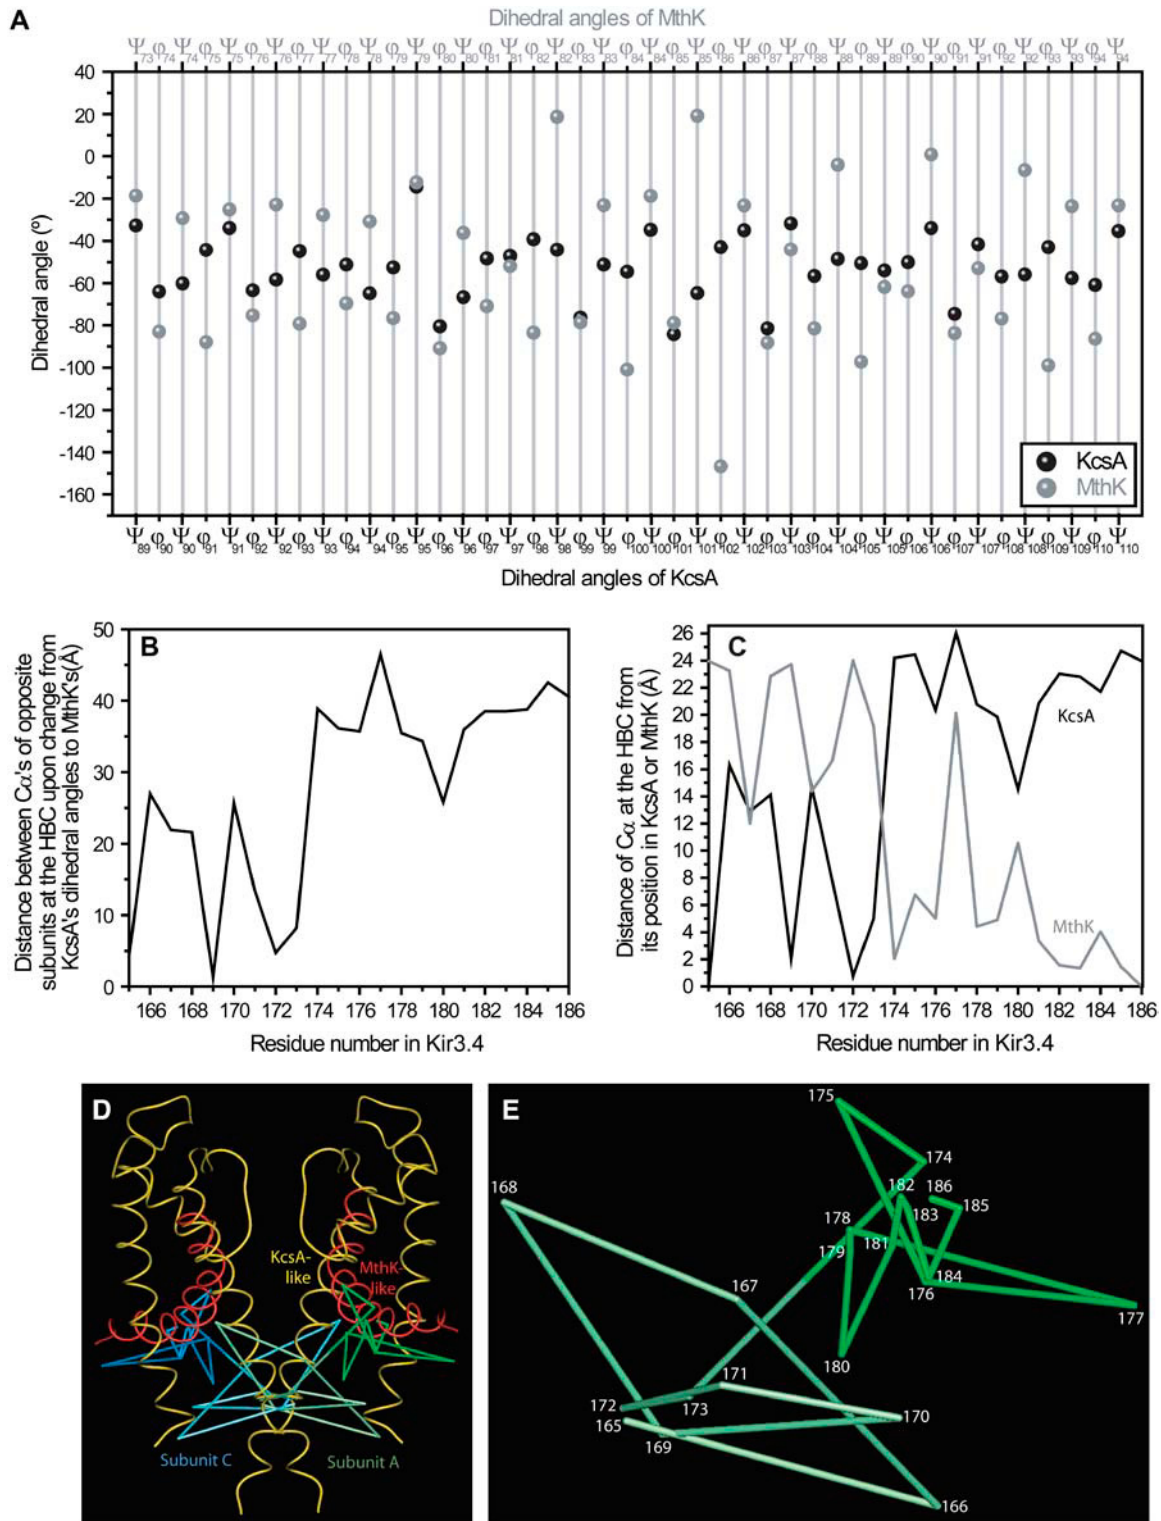 A
Dihedral angles of MthK
Ψ73 φ74 Ψ74 φ75 Ψ75 φ76 Ψ76 φ77 Ψ77 φ78 Ψ78 φ79 Ψ79 φ80 Ψ80 φ81 Ψ81 φ82 Ψ82 φ83 Ψ83 φ84 Ψ84 φ85 Ψ85 φ86 Ψ86 φ87 Ψ87 φ88 Ψ88 φ89 Ψ89 φ90 Ψ90 φ91 Ψ91 φ92 Ψ92 φ93 Ψ93 φ94 Ψ94
40
20
0
-20
-40
-60
-80
-100
-120
-140
-160
Dihedral angle (º)
KcsA
MthK
Ψ89 φ90 Ψ90 φ91 Ψ91 φ92 Ψ92 φ93 Ψ93 φ94 Ψ94 φ95 Ψ95 φ96 Ψ96 φ97 Ψ97 φ98 Ψ98 φ99 Ψ99 φ100 Ψ100 φ101 Ψ101 φ102 Ψ102 φ103 Ψ103 φ104 Ψ104 φ105 Ψ105 φ106 Ψ106 φ107 Ψ107 φ108 Ψ108 φ109 Ψ109 φ110 Ψ110
Dihedral angles of KcsA
B
Distance between Cα's of opposite
subunits at the HBC upon change from
KcsA's dihedral angles to MthK's(Å)
50
40
30
20
10
0
166 168 170 172 174 176 178 180 182 184 186
Residue number in Kir3.4
C
Distance of Cα at the HBC from
its position in KcsA or MthK (Å)
26
24
22
20
18
16
14
12
10
8
6
4
2
0
KcsA
MthK
166 168 170 172 174 176 178 180 182 184 186
Residue number in Kir3.4
D
KcsA-
like
MthK-
like
Subunit C
Subunit A
E
175
174
168
182
186
185
183
178
181
179
167
184
176
177
180
171
172
173
165
170
169
166